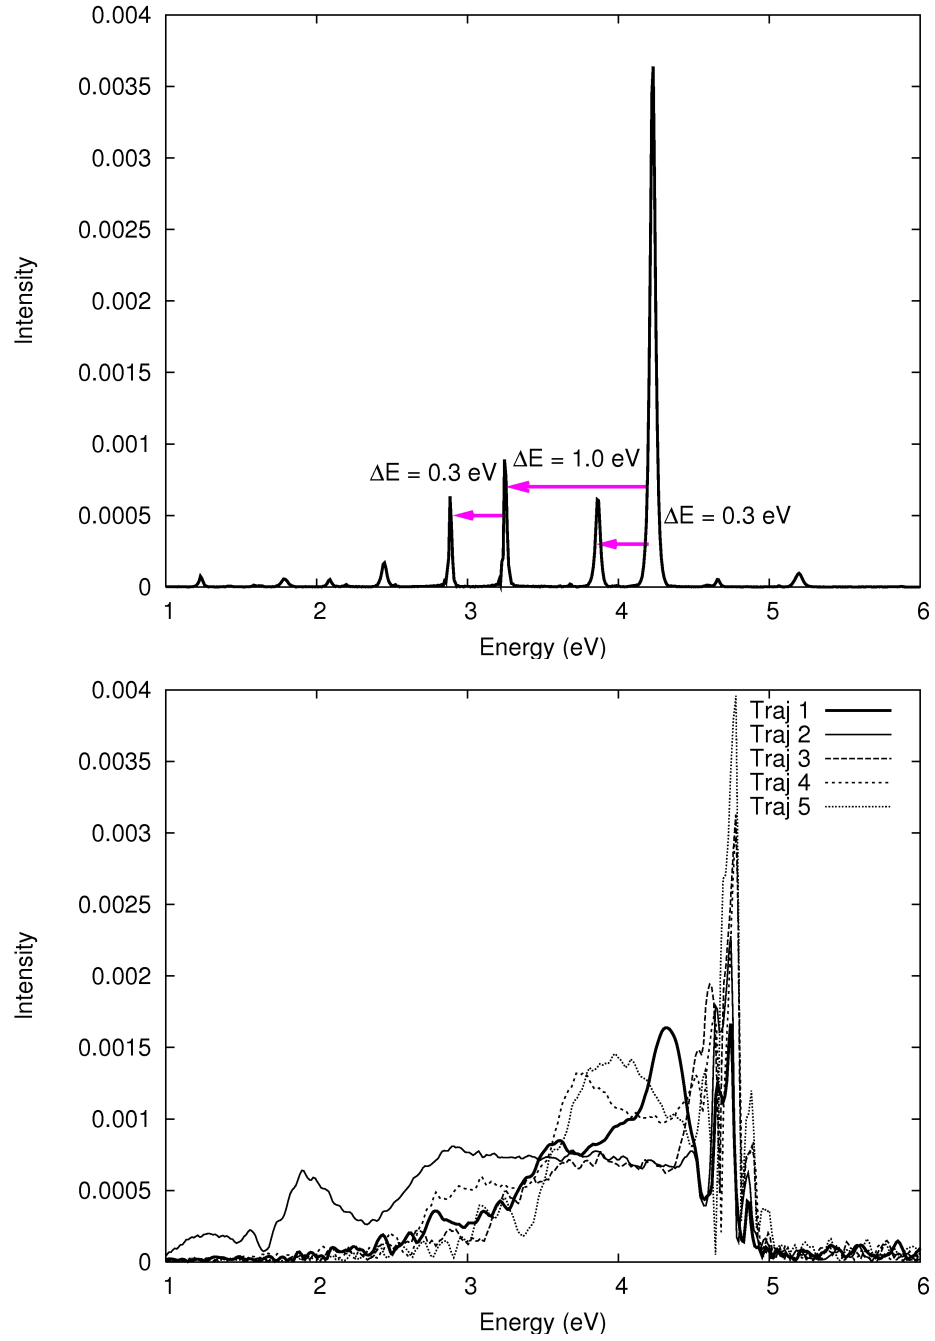 0.004
0.0035
0.003
0.0025
0.002
0.0015
0.001
0.0005
0
Intensity
ΔE = 0.3 eV
ΔE = 1.0 eV
ΔE = 0.3 eV
1 2 3 4 5 6
Energy (eV)
0.004
0.0035
0.003
0.0025
0.002
0.0015
0.001
0.0005
0
Intensity
Traj 1
Traj 2
Traj 3
Traj 4
Traj 5
1 2 3 4 5 6
Energy (eV)